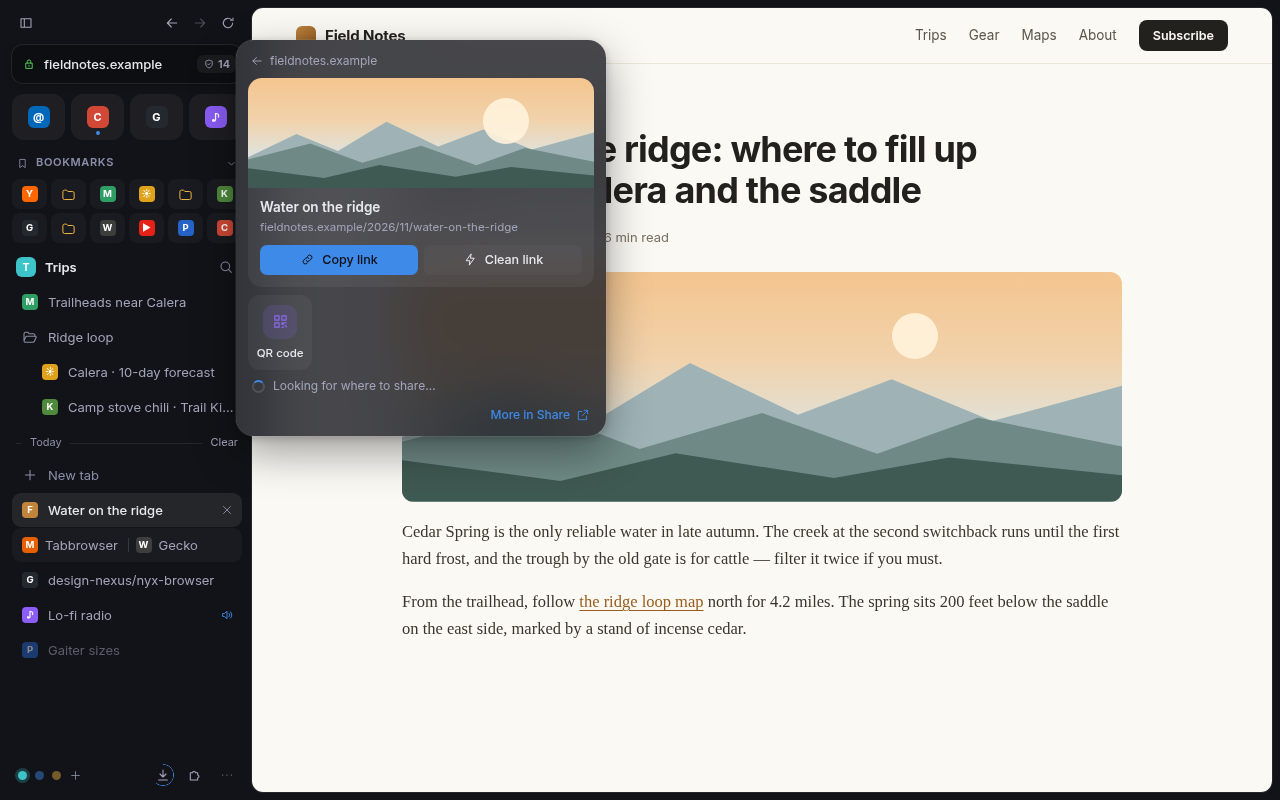 fieldnotes.example
14
@
C
G
BOOKMARKS
Y
M
K
G
W
P
C
T
Trips
M
Trailheads near Calera
Ridge loop
Calera · 10-day forecast
K
Camp stove chili · Trail Ki...
Today
Clear
New tab
F
Water on the ridge
M
Tabbrowser
W
Gecko
G
design-nexus/nyx-browser
Lo-fi radio
P
Gaiter sizes
fieldnotes.example
Water on the ridge
fieldnotes.example/2026/11/water-on-the-ridge
Copy link
Clean link
QR code
Looking for where to share...
More in Share
Field Notes
Trips
Gear
Maps
About
Subscribe
ridge: where to fill up
and the saddle
6 min read
Cedar Spring is the only reliable water in late autumn. The creek at the second switchback runs until the first
hard frost, and the trough by the old gate is for cattle — filter it twice if you must.
From the trailhead, follow the ridge loop map north for 4.2 miles. The spring sits 200 feet below the saddle
on the east side, marked by a stand of incense cedar.